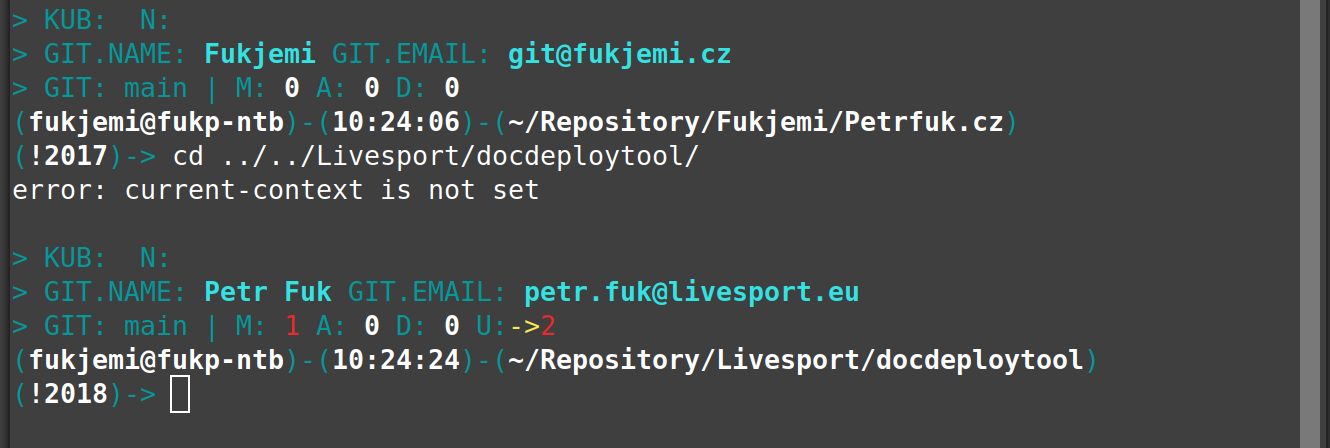 > KUB:  N:
> GIT.NAME: Fukjemi GIT.EMAIL: git@fukjemi.cz
> GIT: main | M: 0 A: 0 D: 0
(fukjemi@fukp-ntb)-(10:24:06)-(~/Repository/Fukjemi/Petrfuk.cz)
(!2017)-> cd ../../Livesport/docdeploytool/
error: current-context is not set

> KUB:  N:
> GIT.NAME: Petr Fuk GIT.EMAIL: petr.fuk@livesport.eu
> GIT: main | M: 1 A: 0 D: 0 U:->2
(fukjemi@fukp-ntb)-(10:24:24)-(~/Repository/Livesport/docdeploytool)
(!2018)->